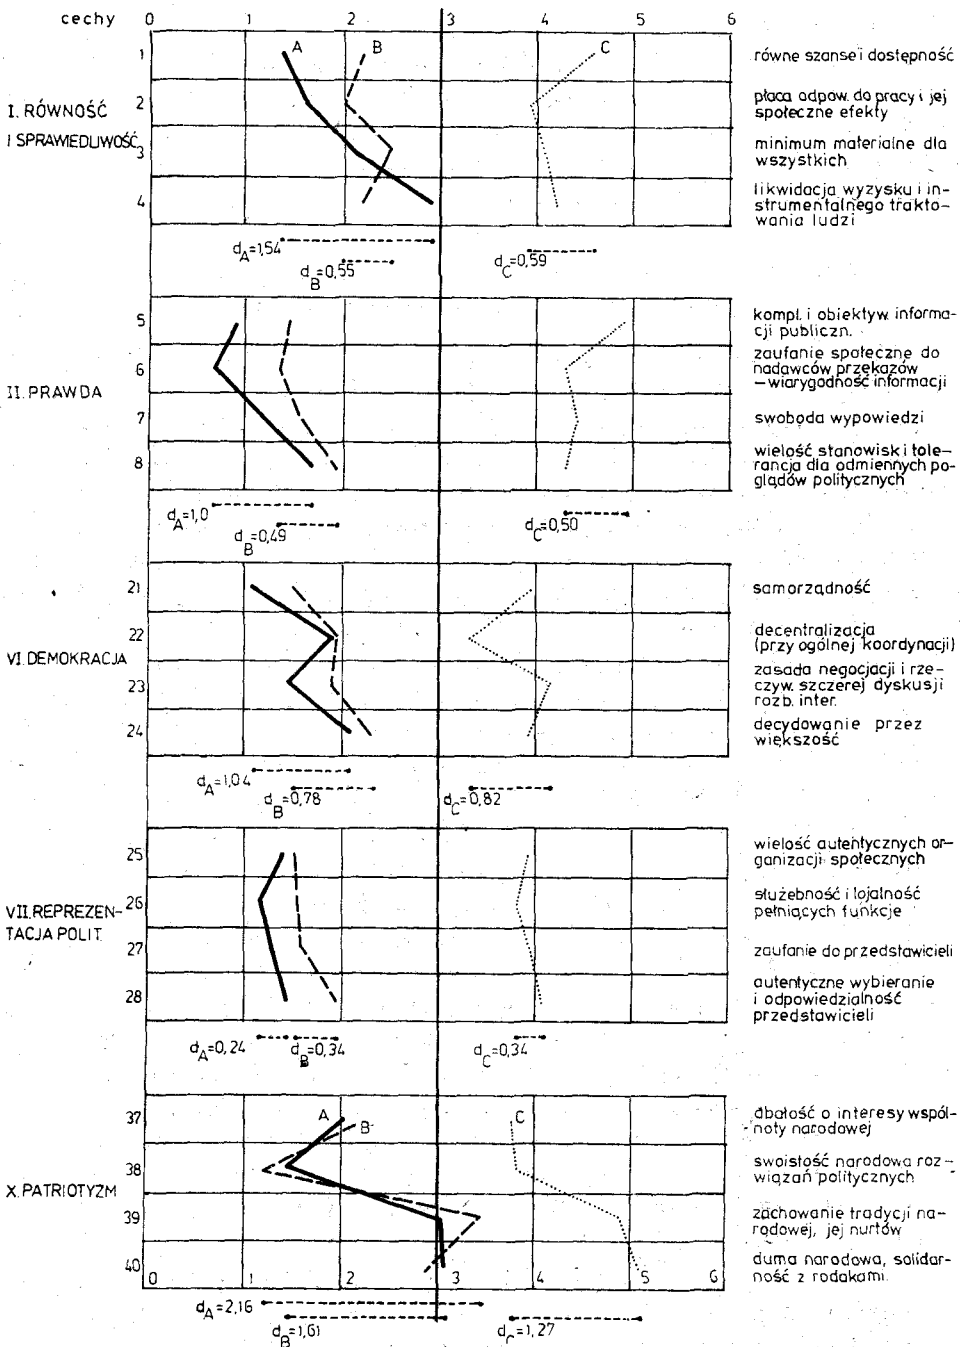 cechy 0 1 2 3 4 5 6
A B C
1 równe szanse i dostępność
I. RÓWNOŚĆ
I SPRAWIEDLIWOŚĆ
2 płaca odpow. do pracy i jej
społeczne efekty
3 minimum materialne dla
wszystkich
4 likwidacja wyzysku i in-
strumentalnego trakto-
wania ludzi
d_A=1,54
d_B=0,55
d_C=0,59
5 kompl. i obiektyw. informa-
cji publiczn.
6 zaufanie społeczne do
nadawców przekazów
–wiarygodność informacji
II. PRAWDA
7 swoboda wypowiedzi
8 wielość stanowisk i tole-
rancja dla odmiennych po-
glądów politycznych
d_A=1,0
d_B=0,49
d_C=0,50
21 samorządność
22 decentralizacja
(przy ogólnej koordynacji)
VI. DEMOKRACJA
23 zasada negocjacji i rze-
czyw. szczerej dyskusji
rozb. inter.
24 decydowanie przez
większość
d_A=1,04
d_B=0,78
d_C=0,82
25 wielość autentycznych or-
ganizacji społecznych
26 służebność i lojalność
pełniących funkcje
VII. REPREZEN-
TACJA POLIT.
27 zaufanie do przedstawicieli
28 autentyczne wybieranie
i odpowiedzialność
przedstawicieli
d_A=0,24
d_B=0,34
d_C=0,34
A B C
37 dbałość o interesy wspól-
noty narodowej
38 swoistość narodowa roz-
wiązań politycznych
X. PATRIOTYZM
39 zachowanie tradycji na-
rodowej, jej nurtów
40 duma narodowa, solidar-
ność z rodakami.
0 1 2 3 4 5 6
d_A=2,16
d_B=1,61
d_C=1,27